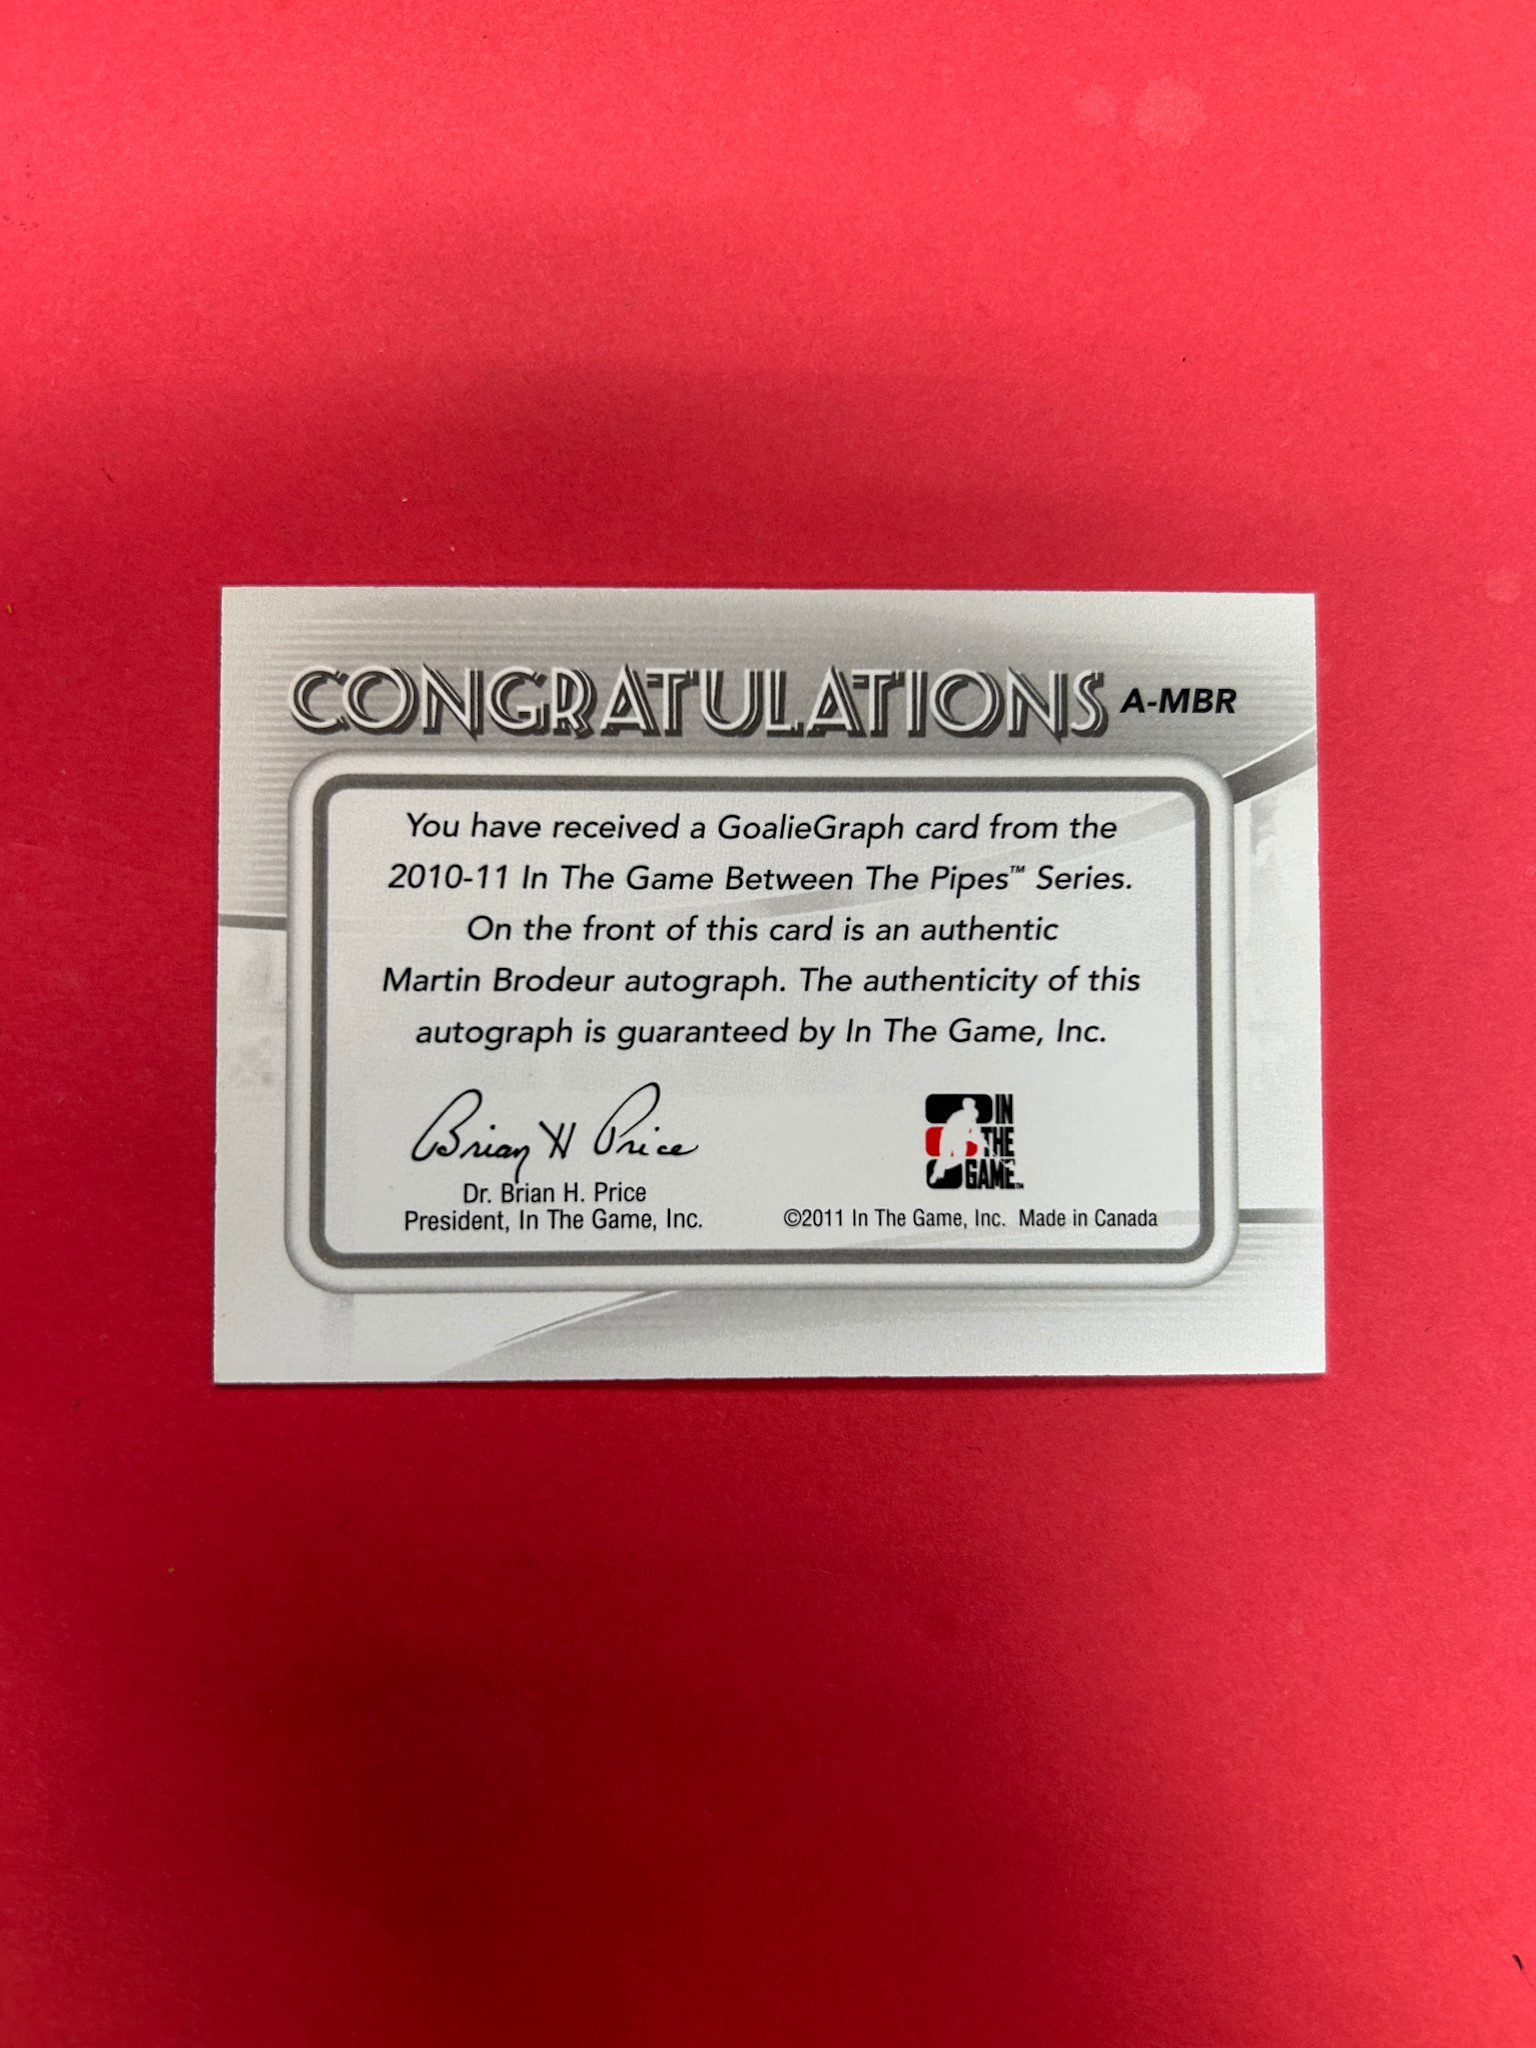 CONGRATULATIONS A-MBR
You have received a GoalieGraph card from the
2010-11 In The Game Between The Pipes™ Series.
On the front of this card is an authentic
Martin Brodeur autograph. The authenticity of this
autograph is guaranteed by In The Game, Inc.
Brian H Price
Dr. Brian H. Price
President, In The Game, Inc.
IN
THE
GAME™
©2011 In The Game, Inc. Made in Canada